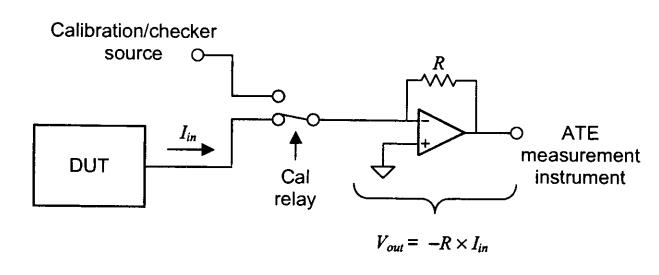 Calibration/checker
source
R
I_in
−
+
DUT
Cal
relay
ATE
measurement
instrument
V_out = −R × I_in